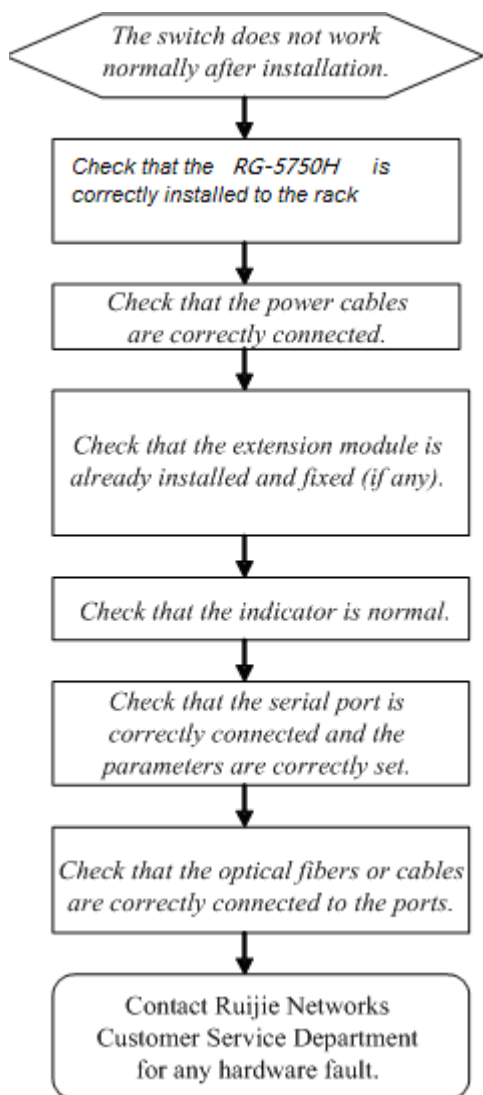 The switch does not work
normally after installation.
Check that the RG-5750H is
correctly installed to the rack
Check that the power cables
are correctly connected.
Check that the extension module is
already installed and fixed (if any).
Check that the indicator is normal.
Check that the serial port is
correctly connected and the
parameters are correctly set.
Check that the optical fibers or cables
are correctly connected to the ports.
Contact Ruijie Networks
Customer Service Department
for any hardware fault.